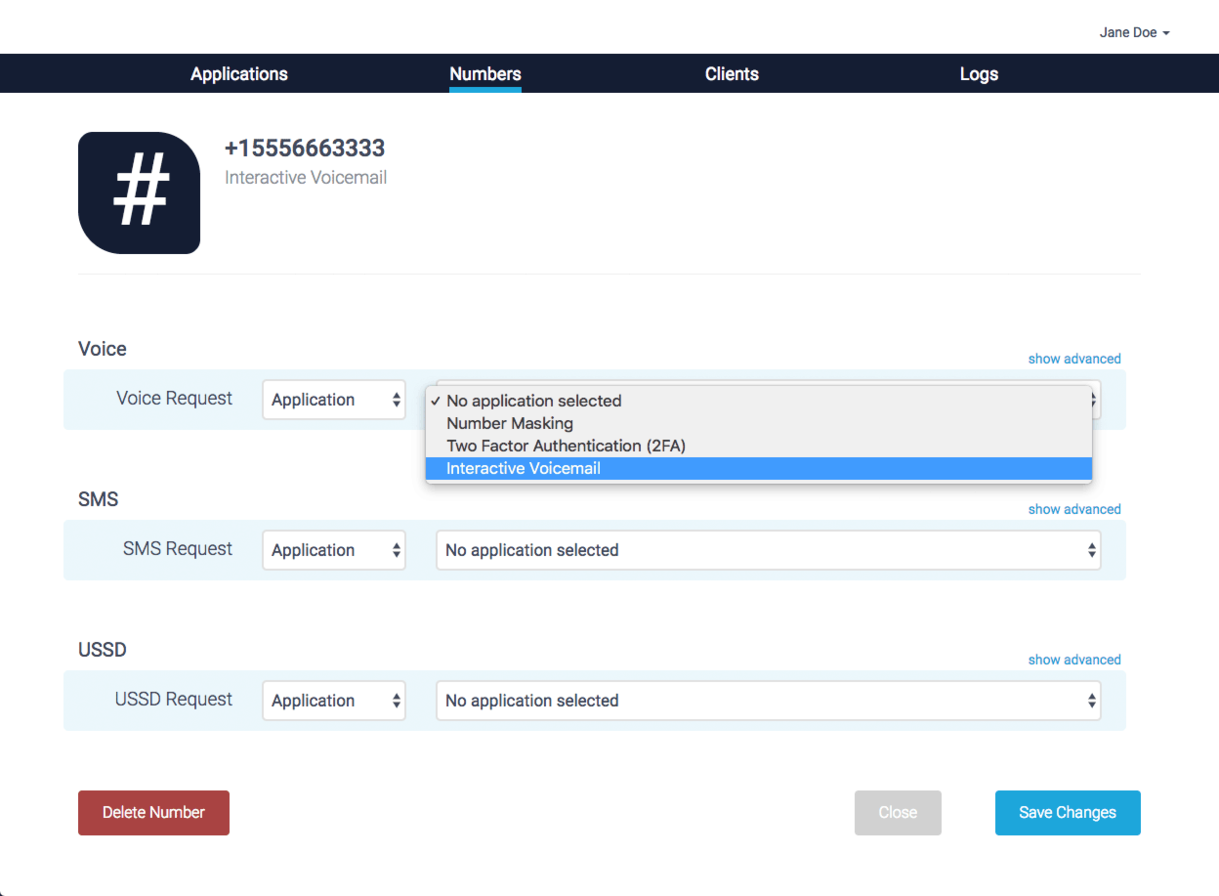 Jane Doe
Applications Numbers Clients Logs
#
+15556663333
Interactive Voicemail
Voice
show advanced
Voice Request Application
✓ No application selected
Number Masking
Two Factor Authentication (2FA)
Interactive Voicemail
SMS
show advanced
SMS Request Application No application selected
USSD
show advanced
USSD Request Application No application selected
Delete Number Close Save Changes